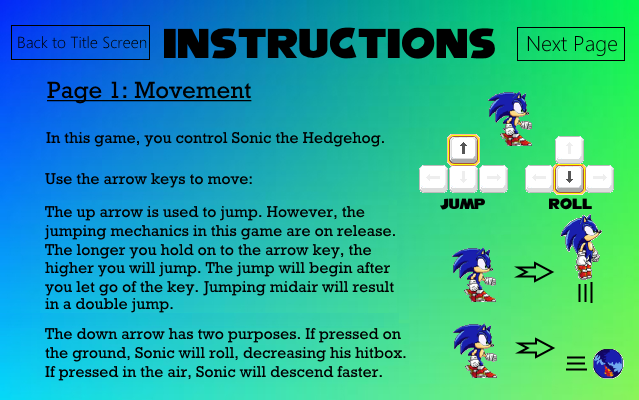 Back to Title Screen
INSTRUCTIONS
Next Page
Page 1: Movement
In this game, you control Sonic the Hedgehog.
Use the arrow keys to move:
The up arrow is used to jump. However, the
jumping mechanics in this game are on release.
The longer you hold on to the arrow key, the
higher you will jump. The jump will begin after
you let go of the key. Jumping midair will result
in a double jump.
The down arrow has two purposes. If pressed on
the ground, Sonic will roll, decreasing his hitbox.
If pressed in the air, Sonic will descend faster.
JUMP
ROLL